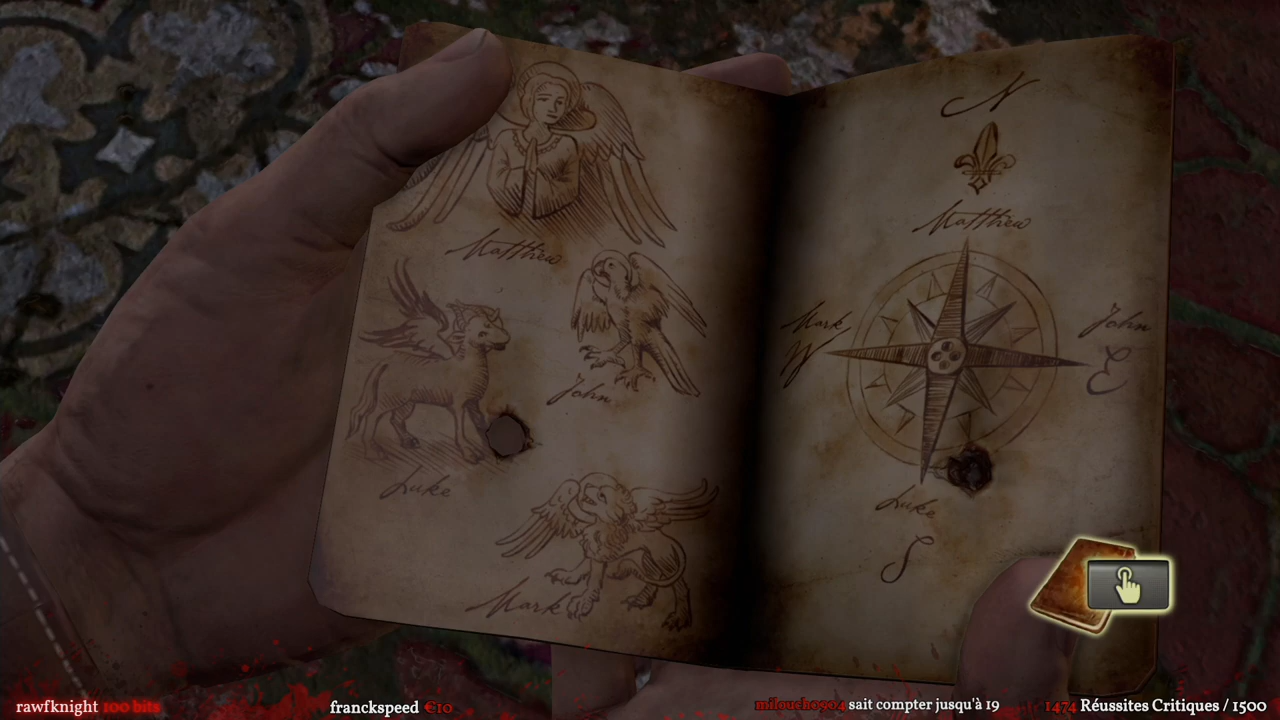 Matthew
John
Luke
Mark
N
Matthew
Mark
W
John
E
Luke
S
rawfknight 100 bits
franckspeed €10
milouch0904 sait compter jusqu'à 19
1474 Réussites Critiques / 1500